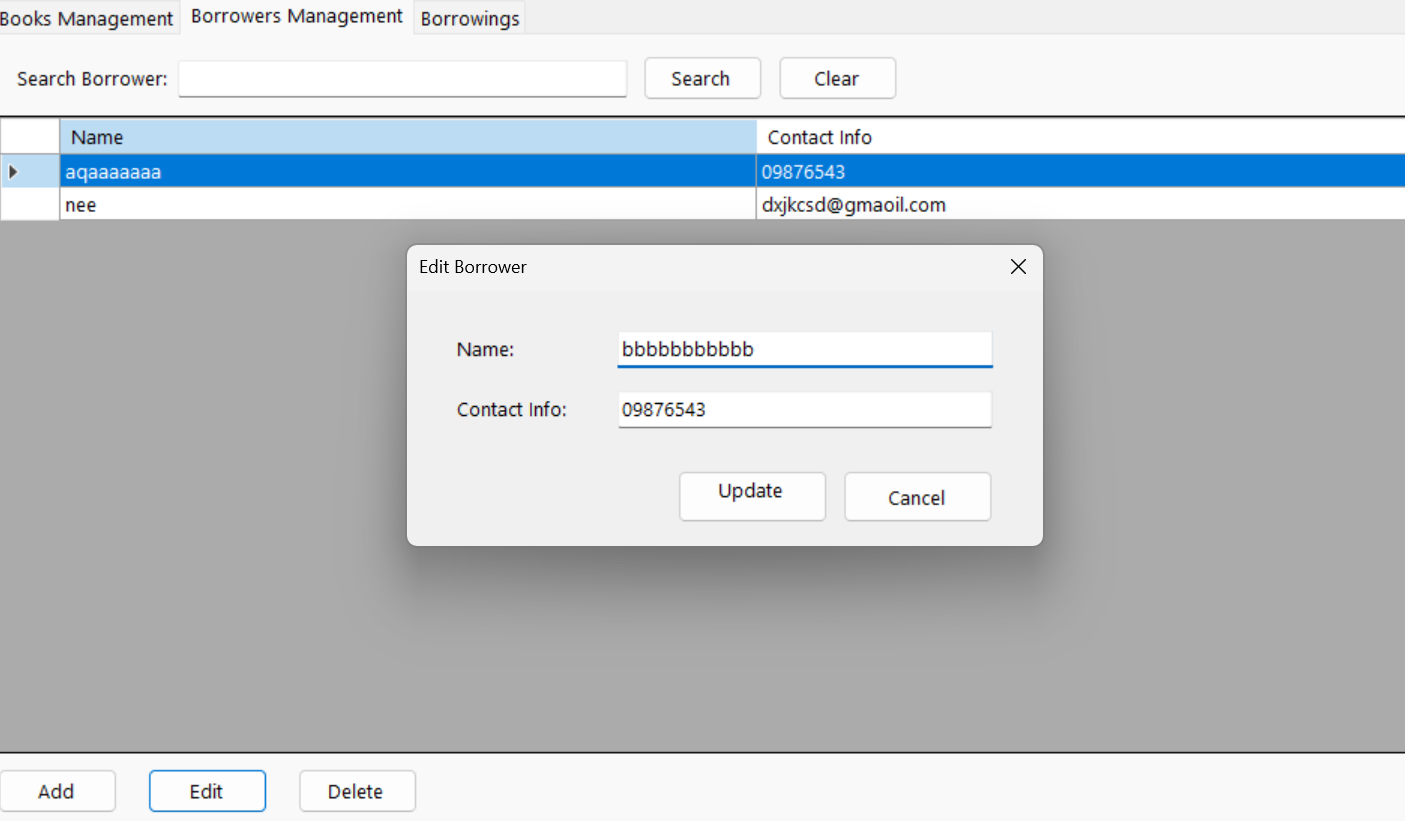 Books Management Borrowers Management Borrowings
Search Borrower: Search Clear
Name Contact Info
aqaaaaaaa 09876543
nee dxjkcsd@gmaoil.com
Edit Borrower
Name: bbbbbbbbbbb
Contact Info: 09876543
Update Cancel
Add Edit Delete